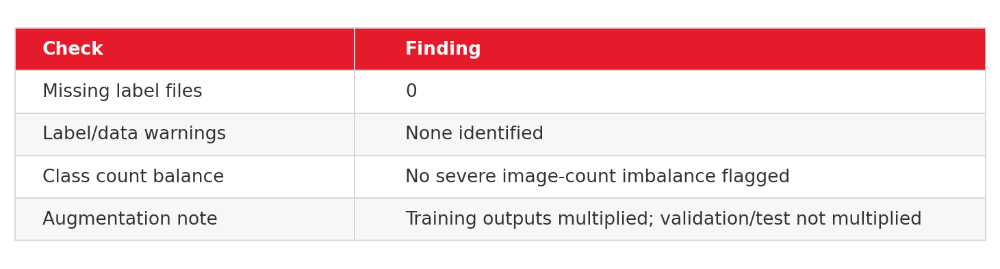 Check Finding
Missing label files 0
Label/data warnings None identified
Class count balance No severe image-count imbalance flagged
Augmentation note Training outputs multiplied; validation/test not multiplied